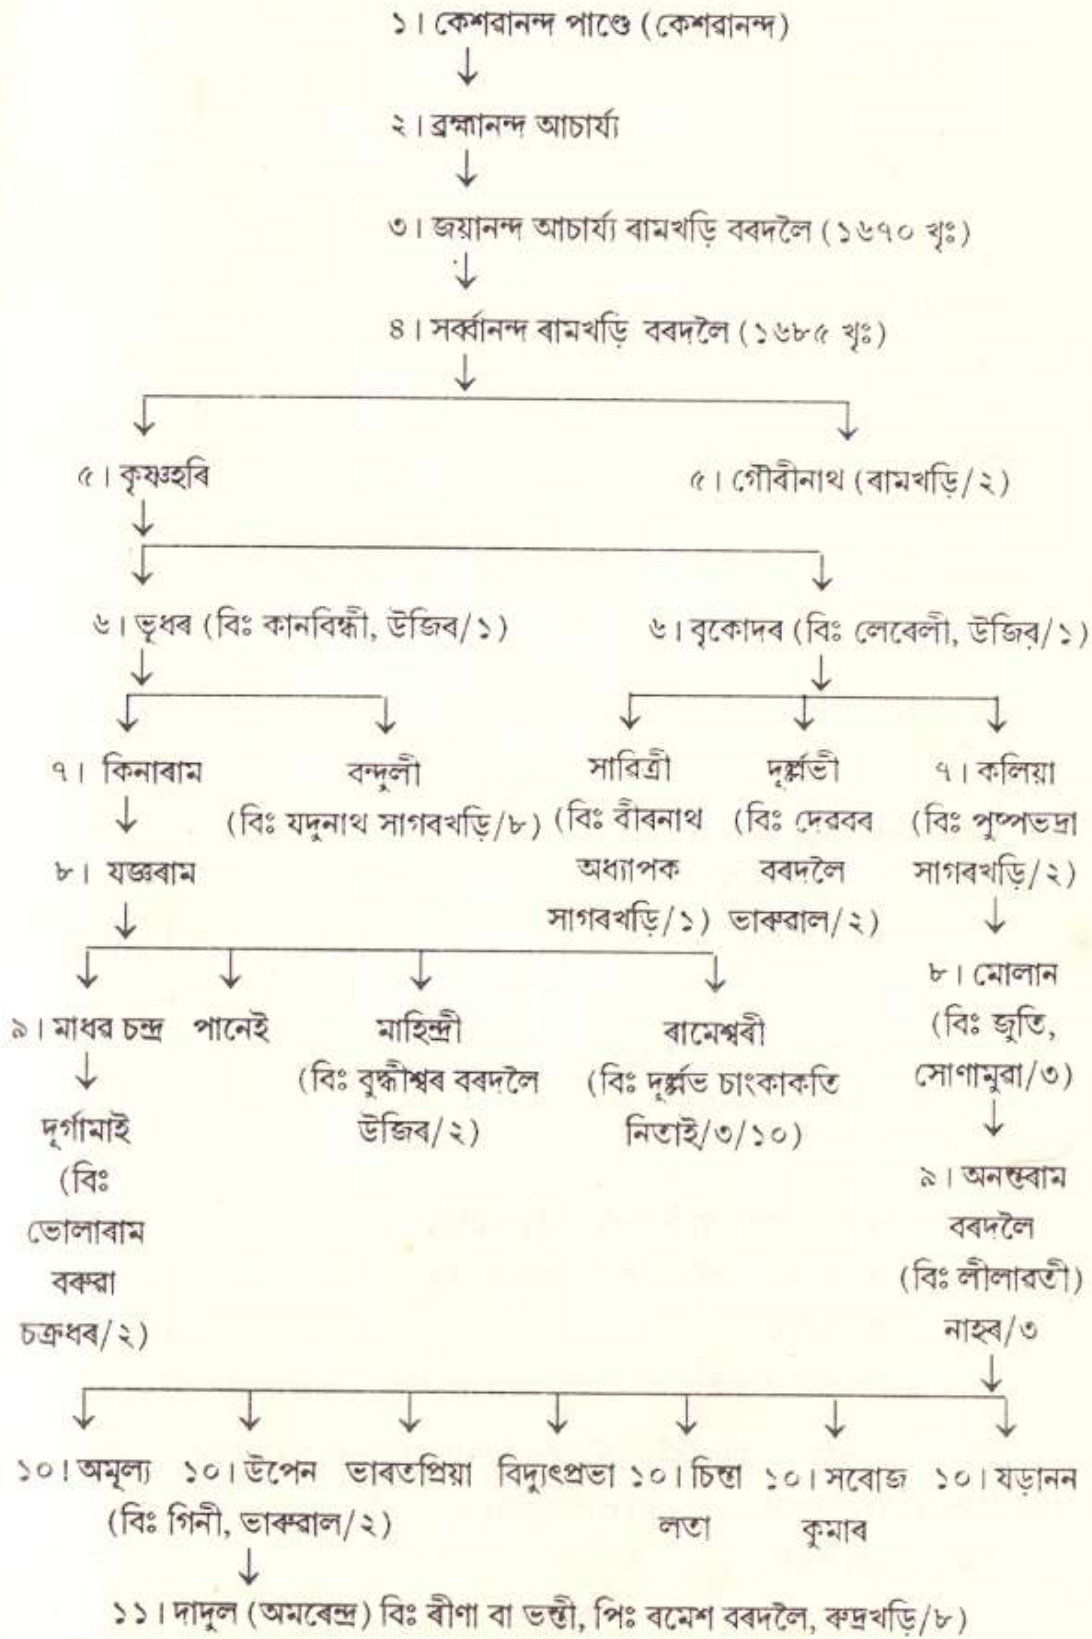 ১। কেশৱানন্দ পাণ্ডে (কেশৱানন্দ)
২। ব্ৰহ্মানন্দ আচাৰ্য্য
৩। জয়ানন্দ আচাৰ্য্য ৰামখড়ি বৰদলৈ (১৬৭০ খৃঃ)
৪। সৰ্ব্বানন্দ ৰামখড়ি বৰদলৈ (১৬৮৫ খৃঃ)
৫। কৃষ্ণহৰি ৫। গৌৰীনাথ (ৰামখড়ি/২)
৬। ভূধৰ (বিঃ কানবিন্ধী, উজিৰ/১) ৬। বৃকোদৰ (বিঃ লেবেলী, উজিৰ/১)
৭। কিনাৰাম বন্দুলী সাবিত্ৰী দূৰ্ল্লভী ৭। কলিয়া
(বিঃ যদুনাথ সাগৰখড়ি/৮) (বিঃ বীৰনাথ (বিঃ দেৱবৰ (বিঃ পুষ্পভদ্ৰা
৮। যজ্ঞৰাম অধ্যাপক বৰদলৈ সাগৰখড়ি/২)
সাগৰখড়ি/১) ভাৰুৱাল/২)
৮। মোলান
৯। মাধৱ চন্দ্ৰ পানেই মাহিন্দ্ৰী ৰামেশ্বৰী (বিঃ জুতি,
(বিঃ বুদ্ধীশ্বৰ বৰদলৈ (বিঃ দূৰ্ল্লভ চাংকাকতি সোণামুৱা/৩)
দূৰ্গামাই উজিৰ/২) নিতাই/৩/১০)
(বিঃ ৯। অনন্তৰাম
ভোলাৰাম বৰদলৈ
বৰুৱা (বিঃ লীলাৱতী)
চক্ৰধৰ/২) নাহৰ/৩
১০। অমূল্য ১০। উপেন ভাৰতপ্ৰিয়া বিদ্যুৎপ্ৰভা ১০। চিন্তা ১০। সৰোজ ১০। ষড়ানন
(বিঃ গিনী, ভাৰুৱাল/২) লতা কুমাৰ
১১। দাদুল (অমৰেন্দ্ৰ) বিঃ ৰীণা বা ভন্তী, পিঃ ৰমেশ বৰদলৈ, ৰুদ্ৰখড়ি/৮)